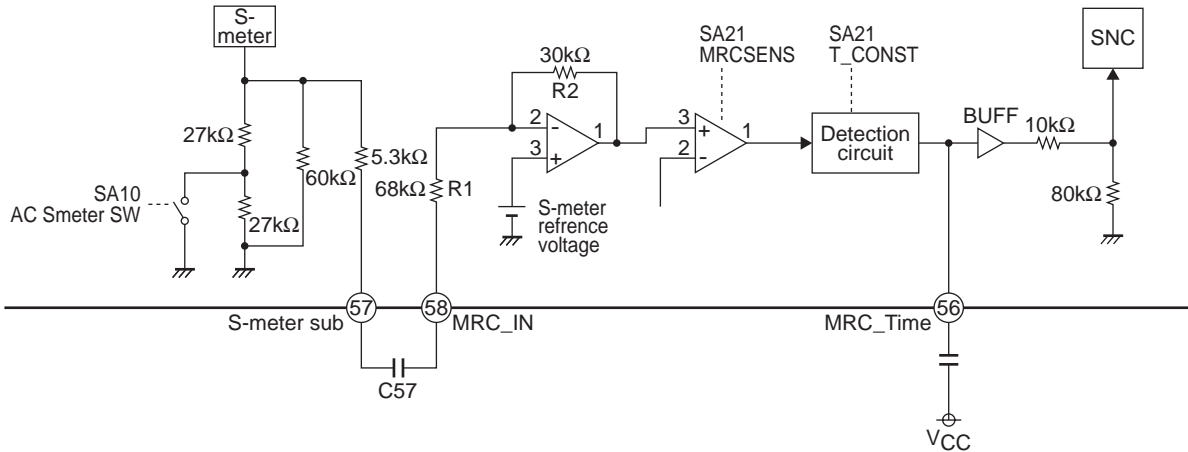 S-
meter
27kΩ
60kΩ
5.3kΩ
SA10
AC Smeter SW
27kΩ
68kΩ R1
30kΩ
R2
2 -
3 +
1
S-meter
refrence
voltage
SA21
MRCSENS
3 +
2 -
1
SA21
T_CONST
Detection
circuit
BUFF
10kΩ
80kΩ
SNC
57
S-meter sub
58
MRC_IN
C57
56
MRC_Time
VCC